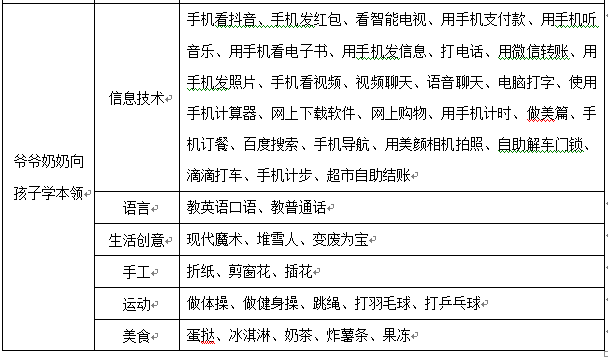 爷爷奶奶向
孩子学本领
信息技术
手机看抖音、手机发红包、看智能电视、用手机支付款、用手机听
音乐、用手机看电子书、用手机发信息、打电话、用微信转账、用
手机发照片、手机看视频、视频聊天、语音聊天、电脑打字、使用
手机计算器、网上下载软件、网上购物、用手机计时、做美篇、手
机订餐、百度搜索、手机导航、用美颜相机拍照、自助解车门锁、
滴滴打车、手机计步、超市自助结账
语言
教英语口语、教普通话
生活创意
现代魔术、堆雪人、变废为宝
手工
折纸、剪窗花、插花
运动
做体操、做健身操、跳绳、打羽毛球、打乒乓球
美食
蛋挞、冰淇淋、奶茶、炸薯条、果冻